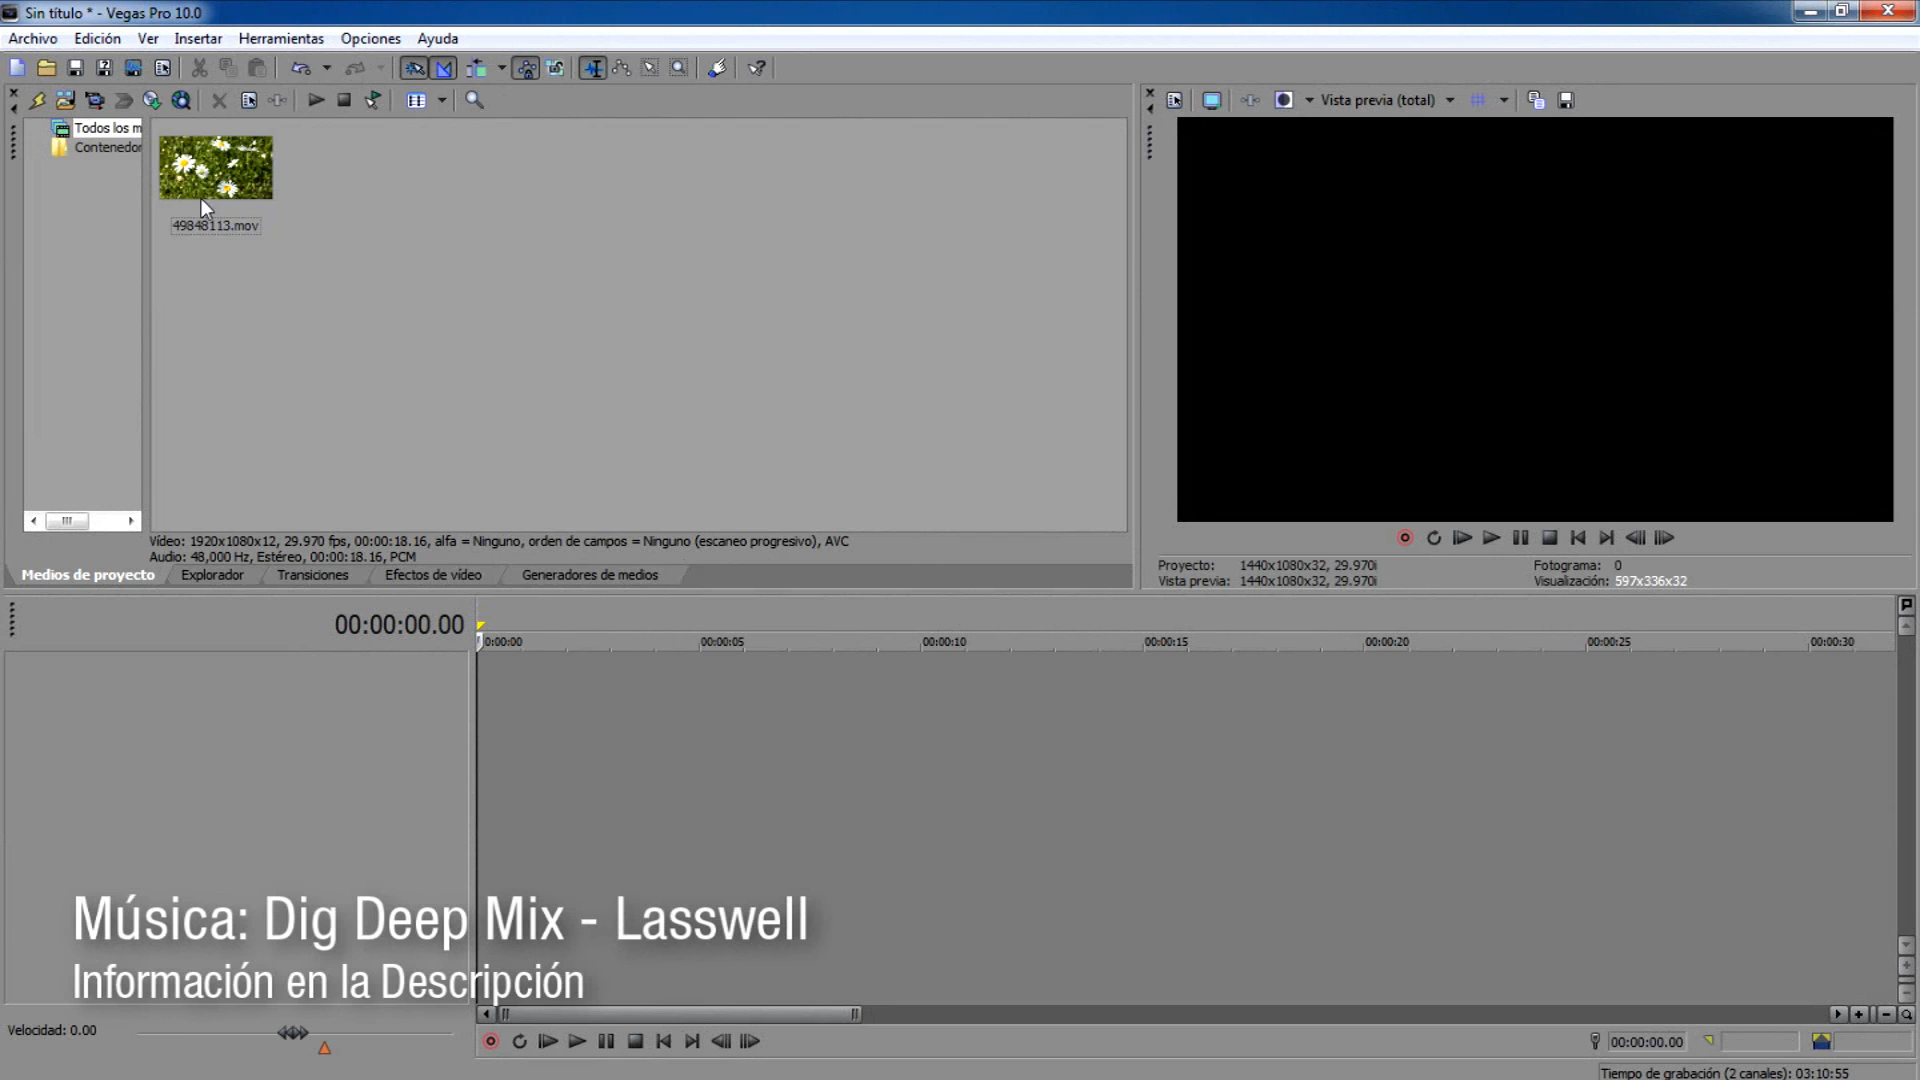 Sin título * - Vegas Pro 10.0
Archivo Edición Ver Insertar Herramientas Opciones Ayuda
Vista previa (total)
Todos los m
Contenedor
49848113.mov
Vídeo: 1920x1080x12, 29.970 fps, 00:00:18.16, alfa = Ninguno, orden de campos = Ninguno (escaneo progresivo), AVC
Audio: 48,000 Hz, Estéreo, 00:00:18.16, PCM
Medios de proyecto Explorador Transiciones Efectos de vídeo Generadores de medios
Proyecto: 1440x1080x32, 29.970i Fotograma: 0
Vista previa: 1440x1080x32, 29.970i Visualización: 597x336x32
00:00:00.00
0:00:00 00:00:05 00:00:10 00:00:15 00:00:20 00:00:25 00:00:30
Música: Dig Deep Mix - Lasswell
Información en la Descripción
Velocidad: 0.00
00:00:00.00
Tiempo de grabación (2 canales): 03:10:55